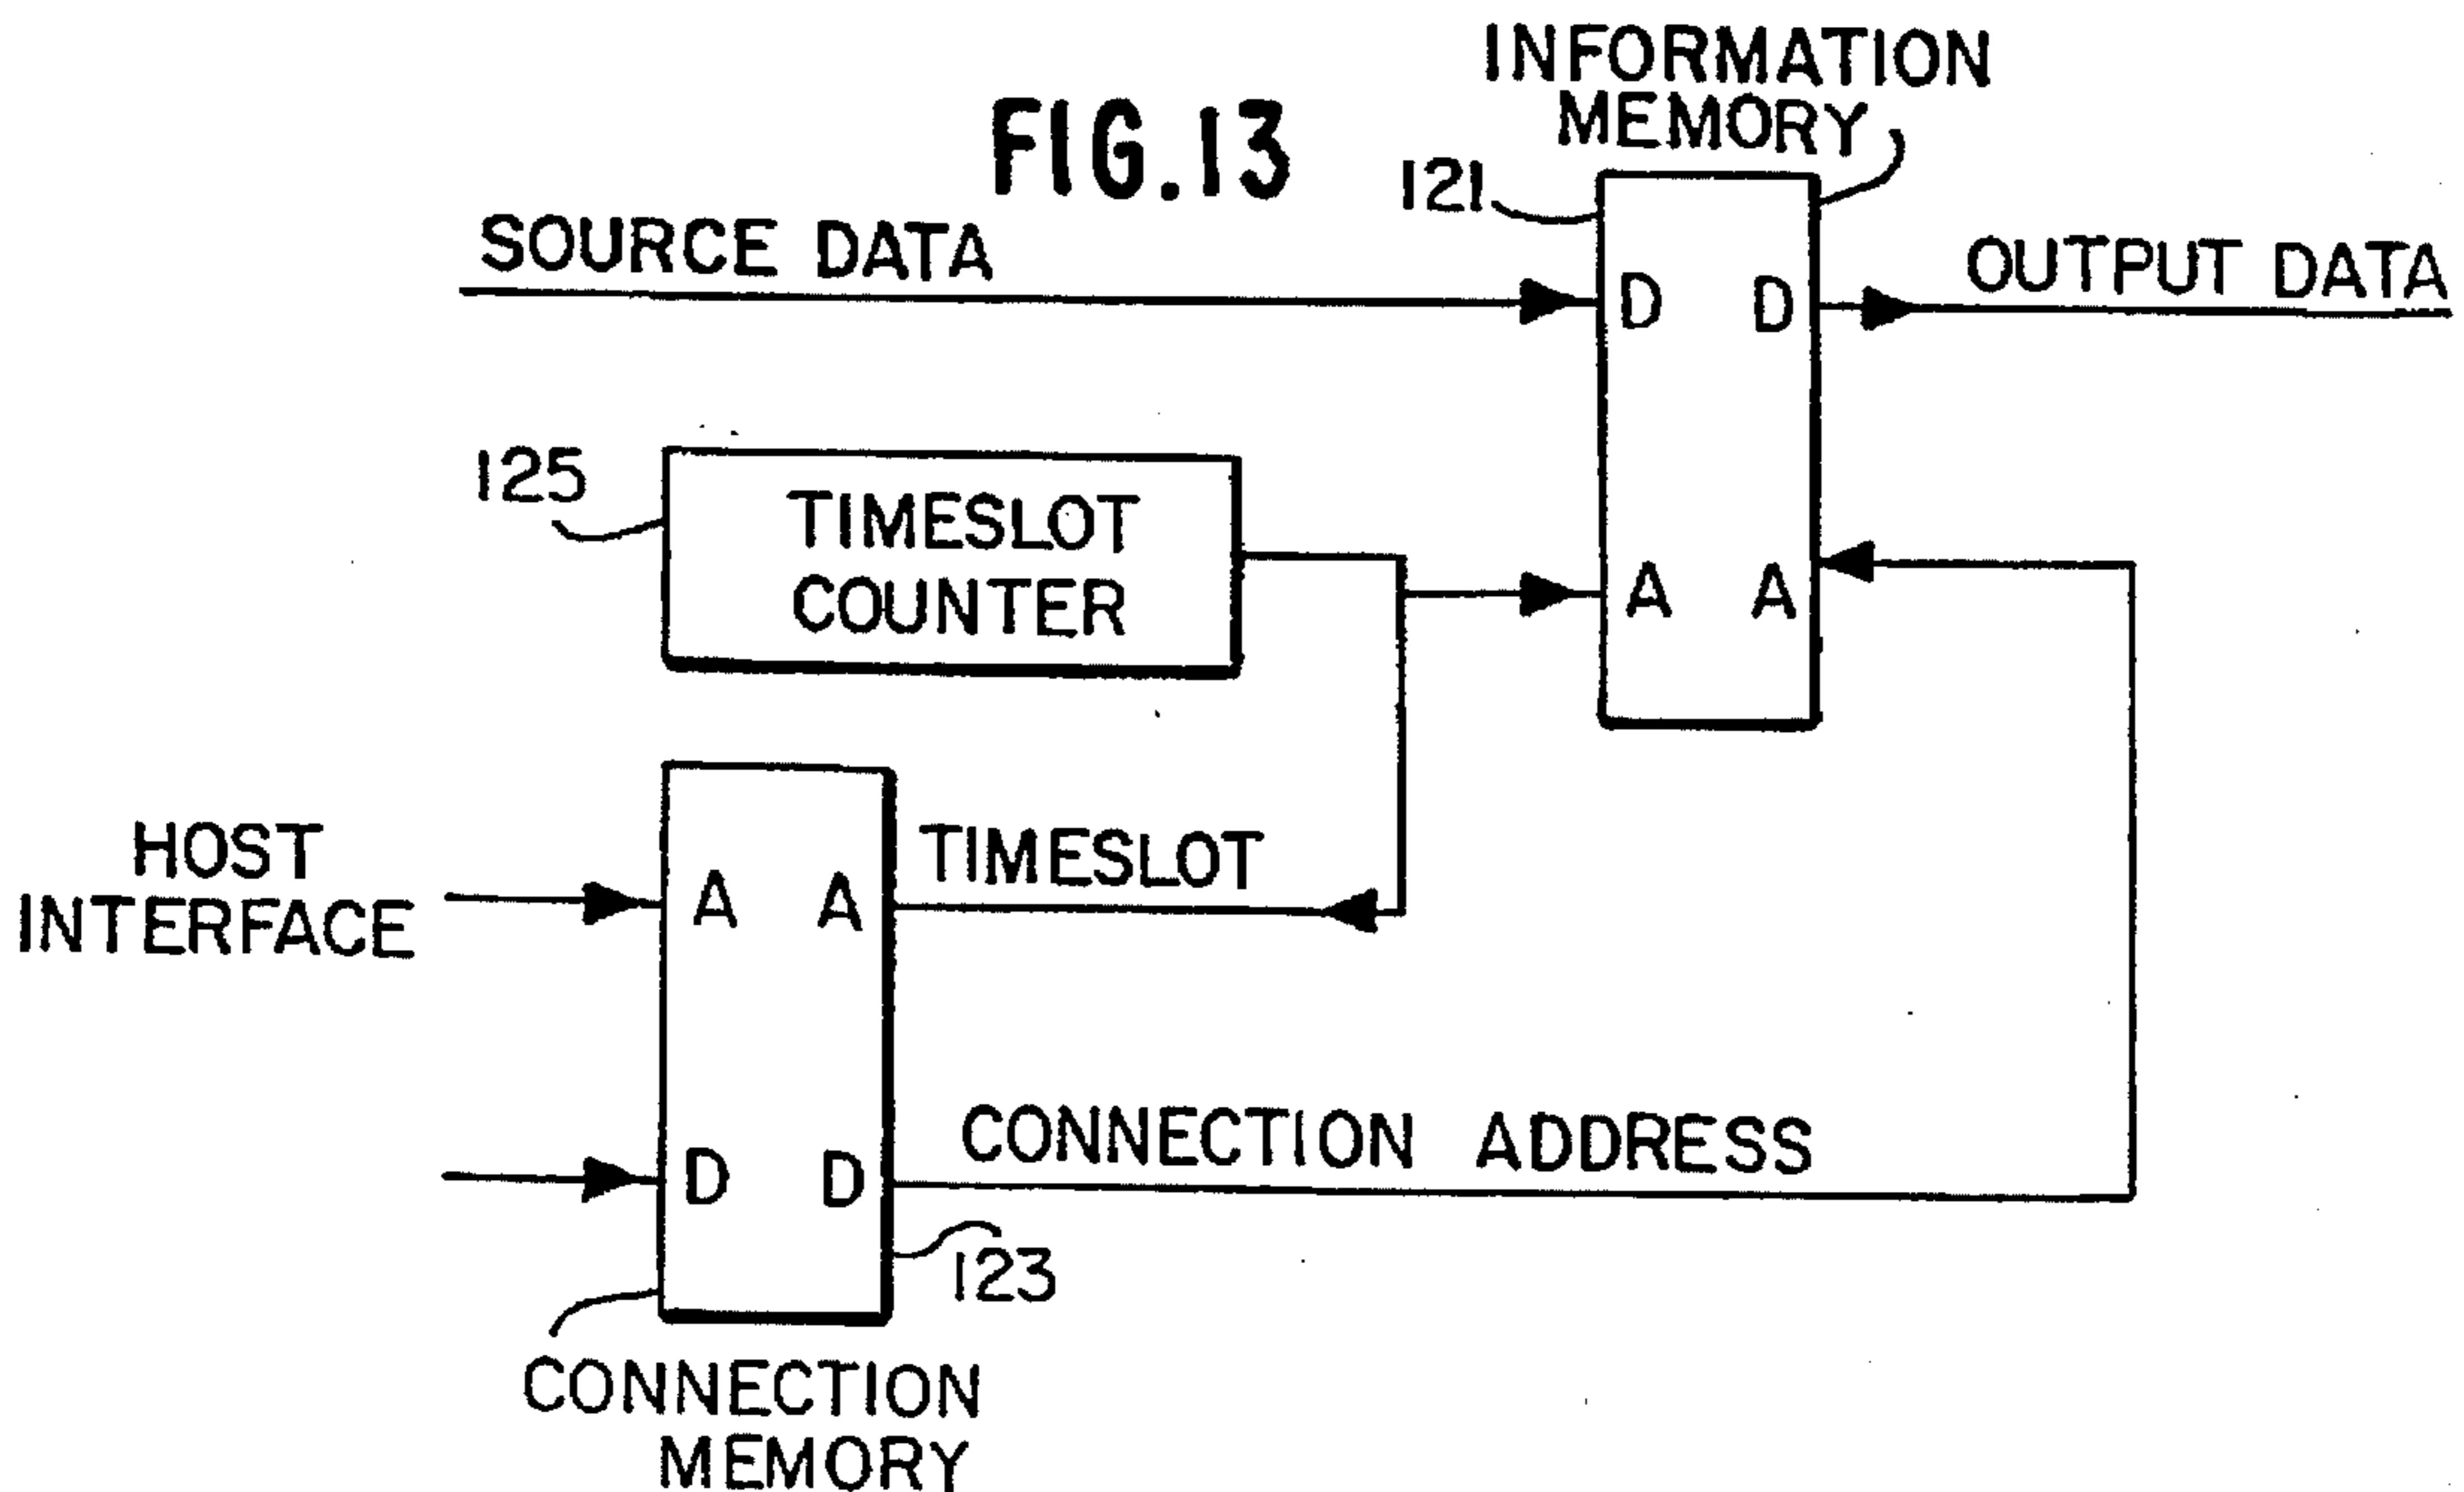 INFORMATION
MEMORY
FIG.13
121
SOURCE DATA
D D
OUTPUT DATA
125
TIMESLOT
COUNTER
A A
HOST
INTERFACE
A A
TIMESLOT
D D
CONNECTION ADDRESS
123
CONNECTION
MEMORY